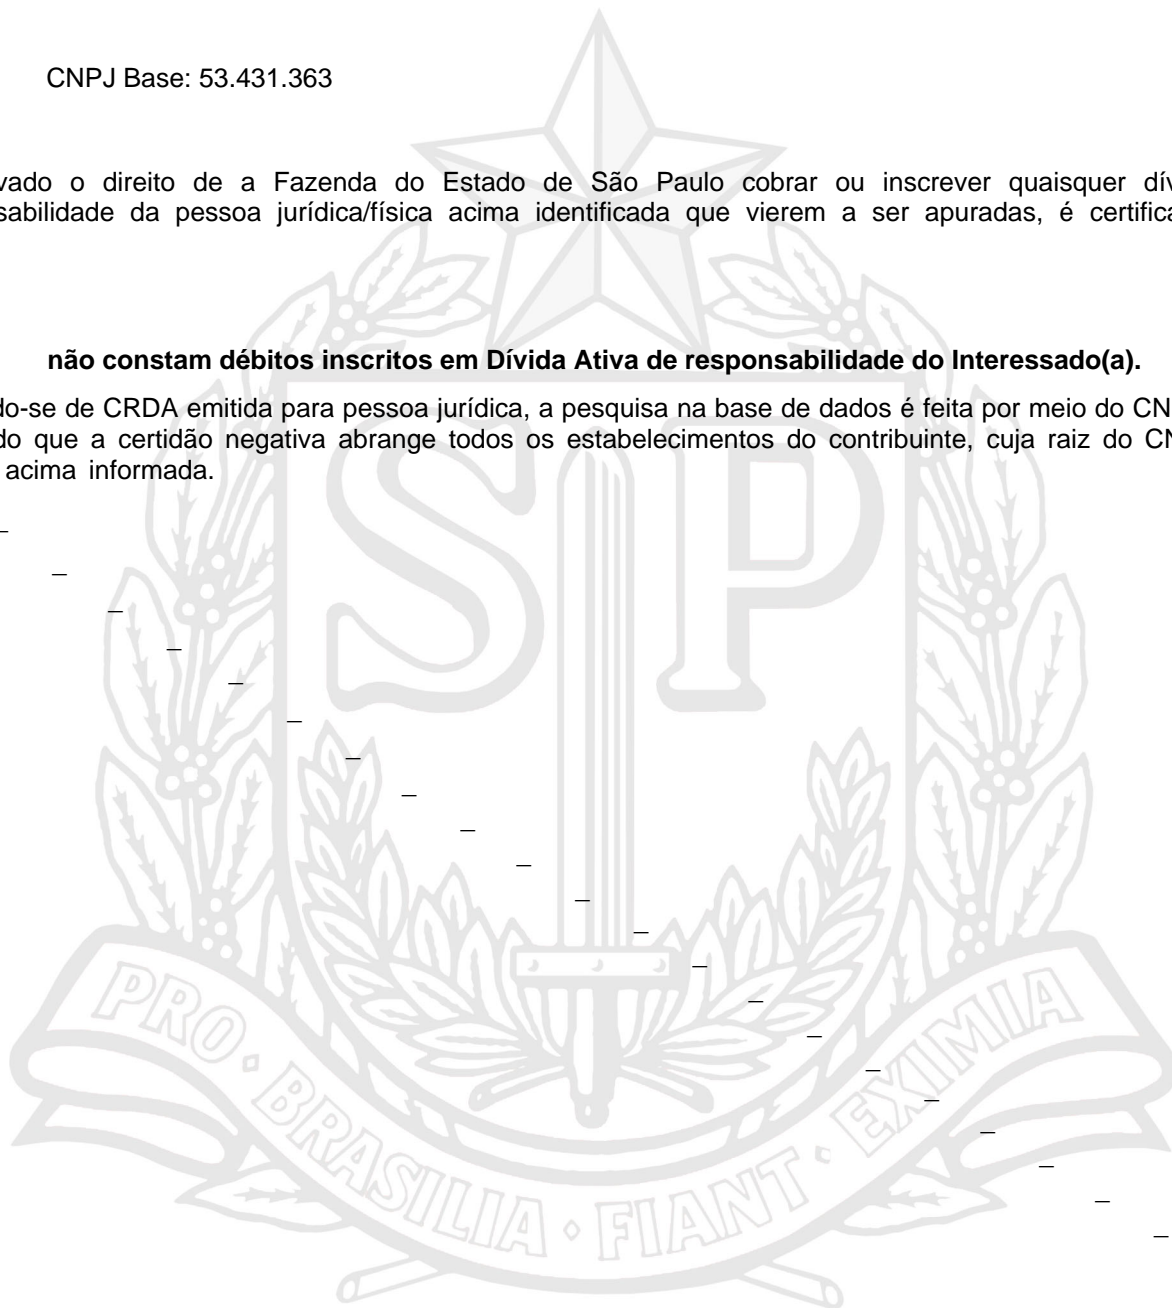 CNPJ Base: 53.431.363
vado o direito de a Fazenda do Estado de São Paulo cobrar ou inscrever quaisquer dív
sabilidade da pessoa jurídica/física acima identificada que vierem a ser apuradas, é certifica
não constam débitos inscritos em Dívida Ativa de responsabilidade do Interessado(a).
do-se de CRDA emitida para pessoa jurídica, a pesquisa na base de dados é feita por meio do CN
do que a certidão negativa abrange todos os estabelecimentos do contribuinte, cuja raiz do CN
acima informada.
SP
PRO • BRASILIA • FIANT • EXIMIA